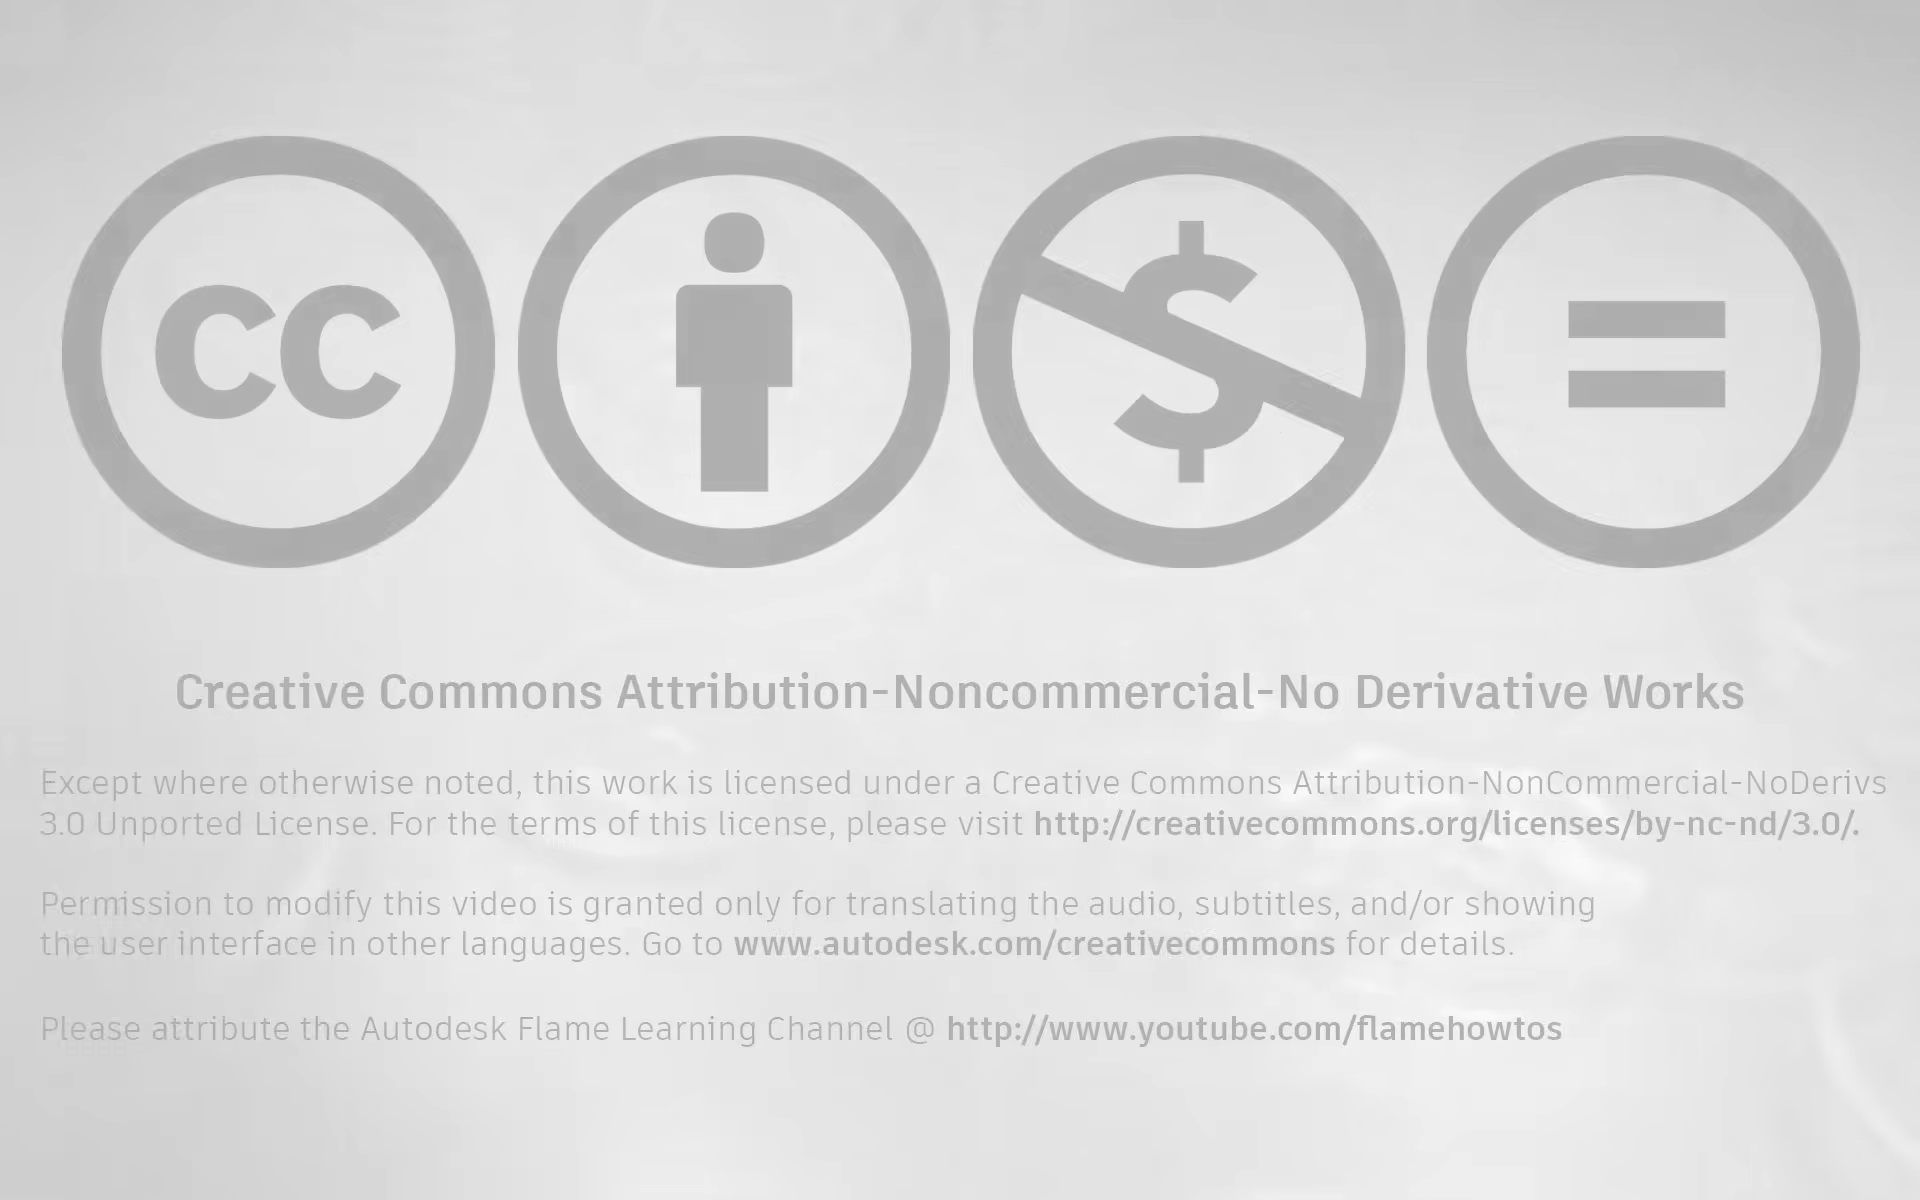 cc
$
=
Creative Commons Attribution-Noncommercial-No Derivative Works
Except where otherwise noted, this work is licensed under a Creative Commons Attribution-NonCommercial-NoDerivs
3.0 Unported License. For the terms of this license, please visit http://creativecommons.org/licenses/by-nc-nd/3.0/.
Permission to modify this video is granted only for translating the audio, subtitles, and/or showing
the user interface in other languages. Go to www.autodesk.com/creativecommons for details.
Please attribute the Autodesk Flame Learning Channel @ http://www.youtube.com/flamehowtos